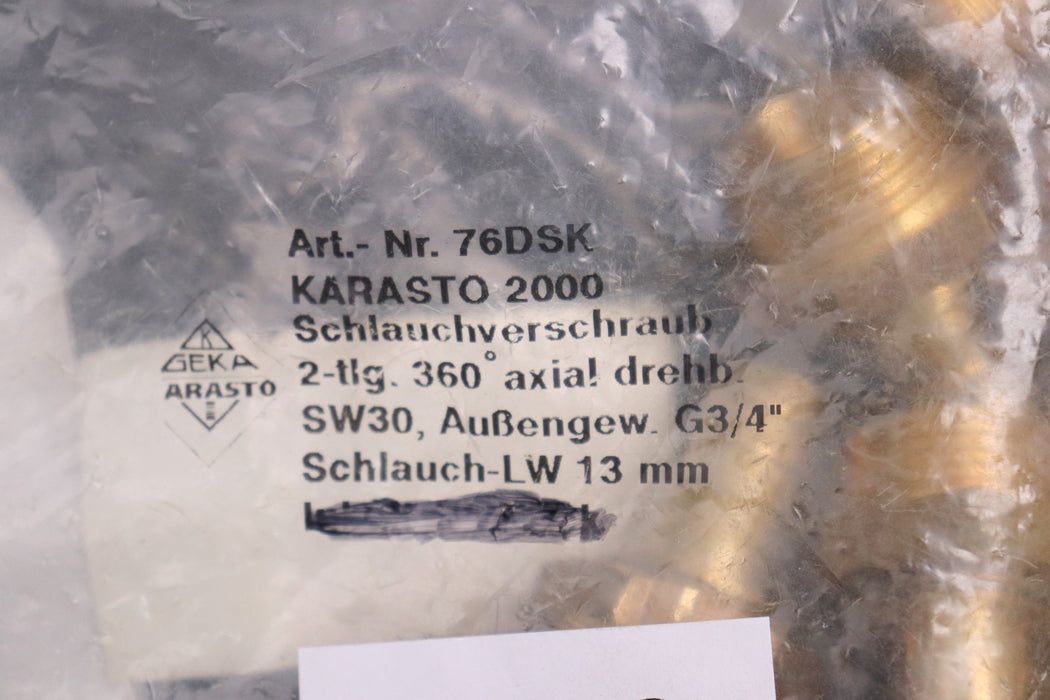 Art.- Nr. 76DSK
KARASTO 2000
Schlauchverschraub.
2-tlg. 360° axial drehb.
SW30, Außengew. G3/4"
Schlauch-LW 13 mm
K
GEKA
ARASTO